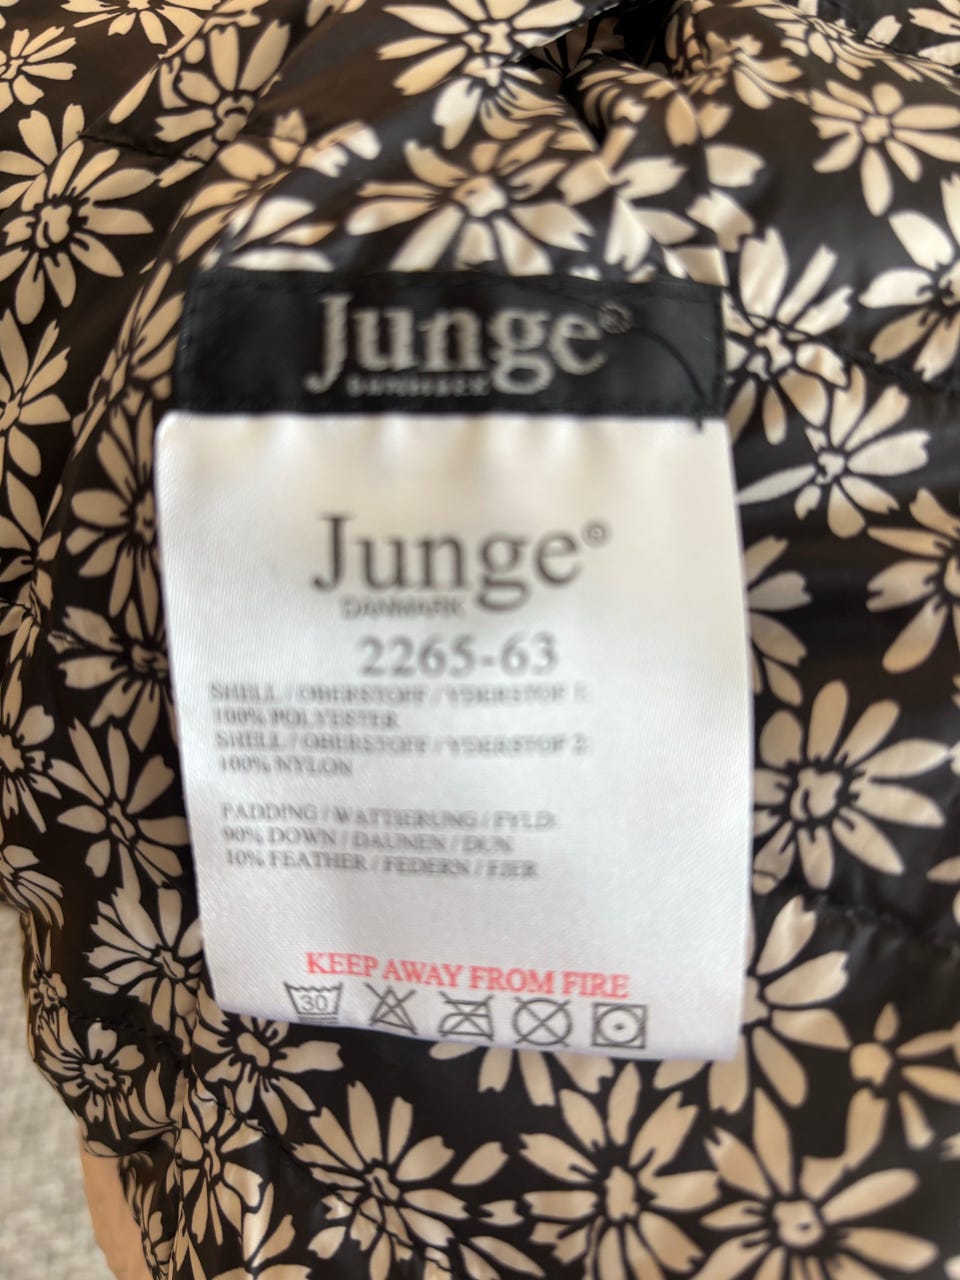 Junge®
DANMARK
Junge®
DANMARK
2265-63
SHELL / OBERSTOFF / YDERSTOF 1:
100% POLYESTER
SHELL / OBERSTOFF / YDERSTOF 2:
100% NYLON
PADDING / WATTIERUNG / FYLD:
90% DOWN / DAUNEN / DUN
10% FEATHER / FEDERN / FJER
KEEP AWAY FROM FIRE
30